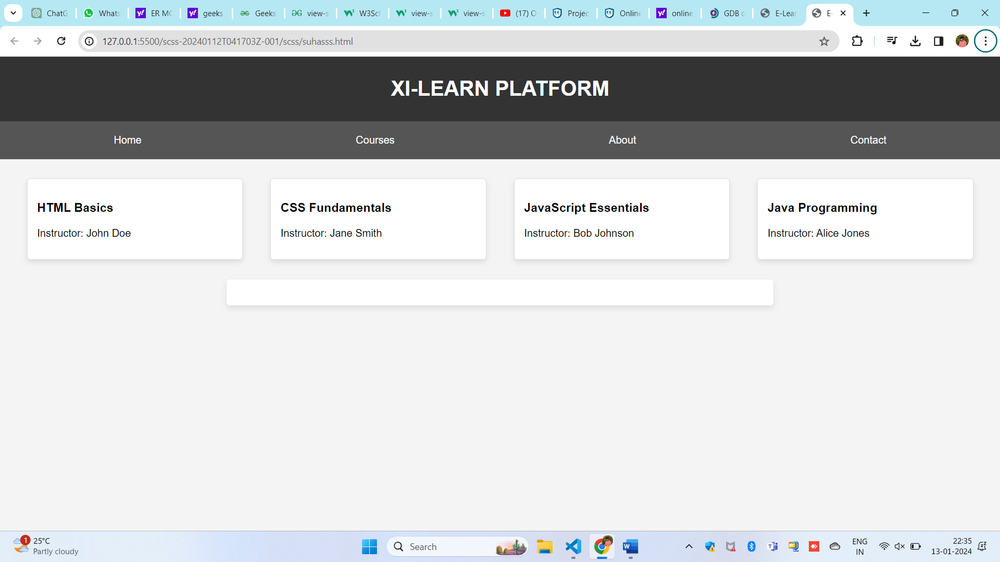 ChatG
Whats
ER MO
geeks
Geeks
view-s
W3Sch
view-s
view-s
(17) O
Projec
Online
online
GDB o
E-Lear
E-
127.0.0.1:5500/scss-20240112T041703Z-001/scss/suhasss.html
XI-LEARN PLATFORM
Home Courses About Contact
HTML Basics
Instructor: John Doe
CSS Fundamentals
Instructor: Jane Smith
JavaScript Essentials
Instructor: Bob Johnson
Java Programming
Instructor: Alice Jones
1
25°C
Partly cloudy
Search
ENG
IN
22:35
13-01-2024